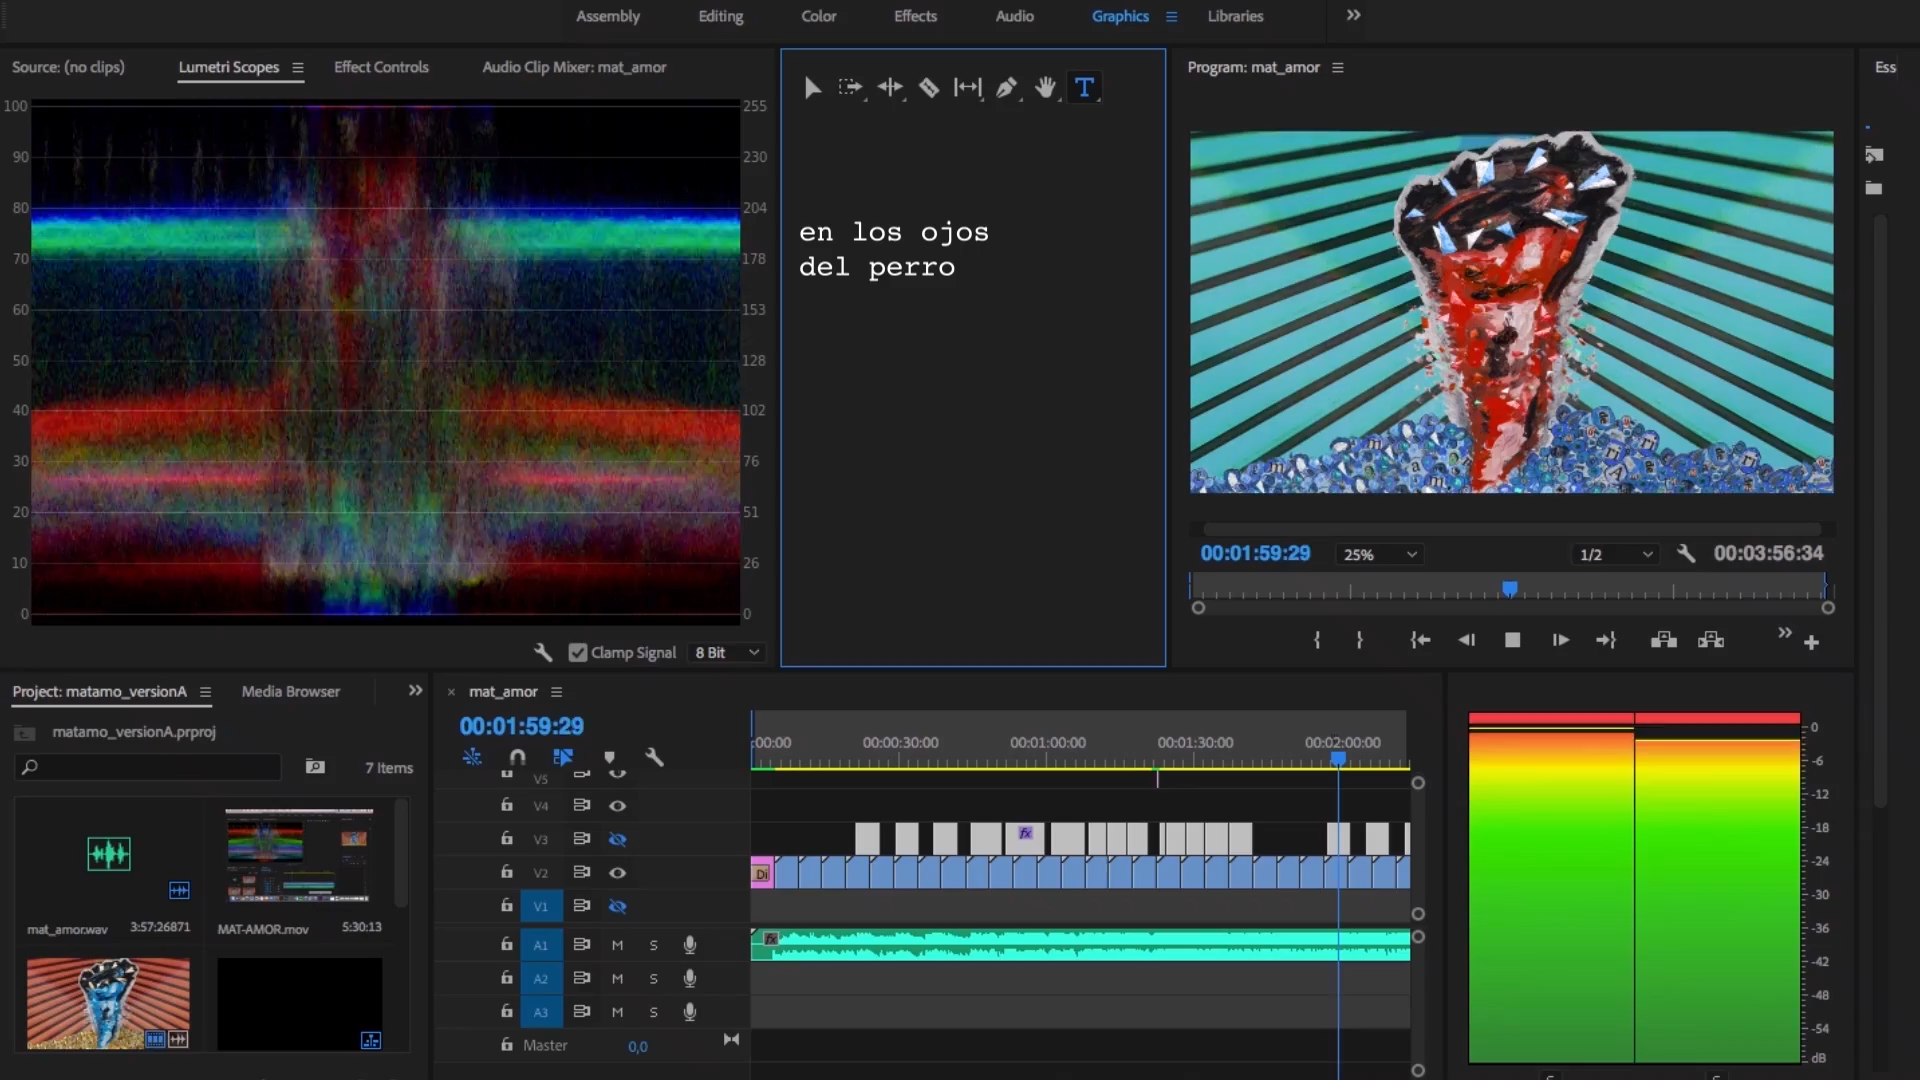 Assembly
Editing
Color
Effects
Audio
Graphics
Libraries
Source: (no clips)
Lumetri Scopes
Effect Controls
Audio Clip Mixer: mat_amor
100 255
90 230
80 204
70 178
60 153
50 128
40 102
30 76
20 51
10 26
0 0
Clamp Signal
8 Bit
T
en los ojos
del perro
Program: mat_amor
Ess
00:01:59:29
25%
1/2
00:03:56:34
Project: matamo_versionA
Media Browser
matamo_versionA.prproj
7 Items
mat_amor.wav 3:57:26871
MAT-AMOR.mov 5:30:13
mat_amor
00:01:59:29
:00:00
00:00:30:00
00:01:00:00
00:01:30:00
00:02:00:00
V5
V4
V3
fx
V2
Di
V1
A1 M S
fx
A2 M S
A3 M S
Master 0,0
0
-6
-12
-18
-24
-30
-36
-42
-48
-54
dB